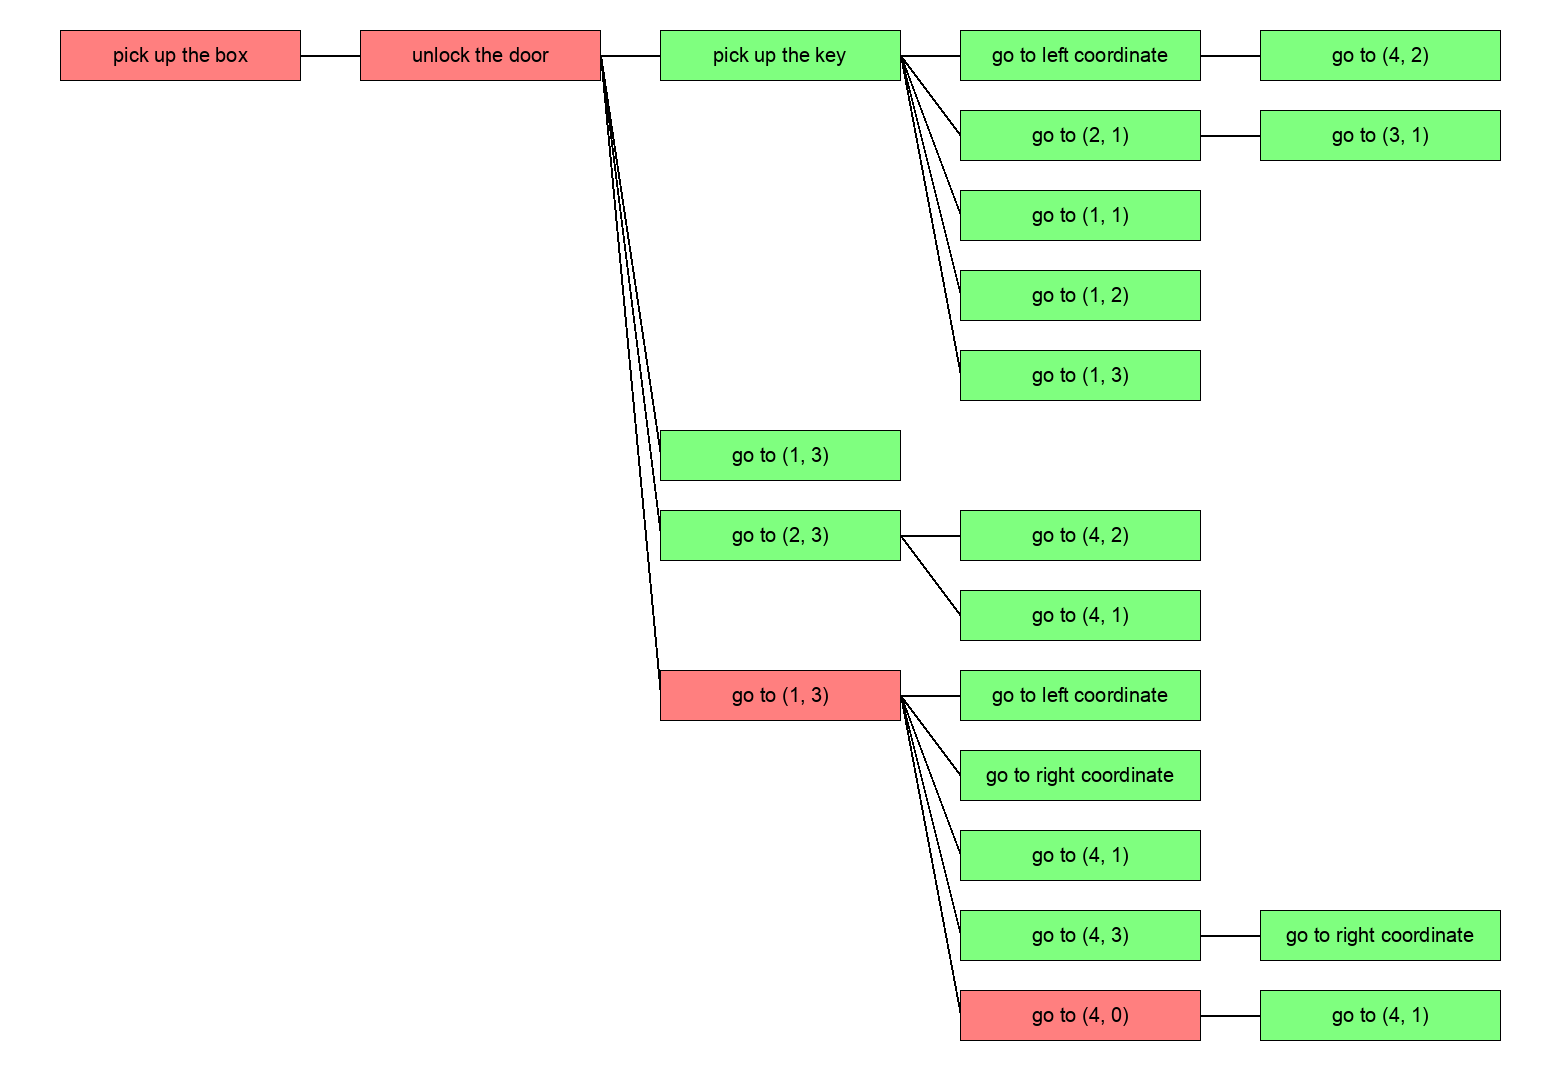 pick up the box
unlock the door
pick up the key
go to left coordinate
go to (4, 2)
go to (2, 1)
go to (3, 1)
go to (1, 1)
go to (1, 2)
go to (1, 3)
go to (1, 3)
go to (2, 3)
go to (4, 2)
go to (4, 1)
go to (1, 3)
go to left coordinate
go to right coordinate
go to (4, 1)
go to (4, 3)
go to right coordinate
go to (4, 0)
go to (4, 1)